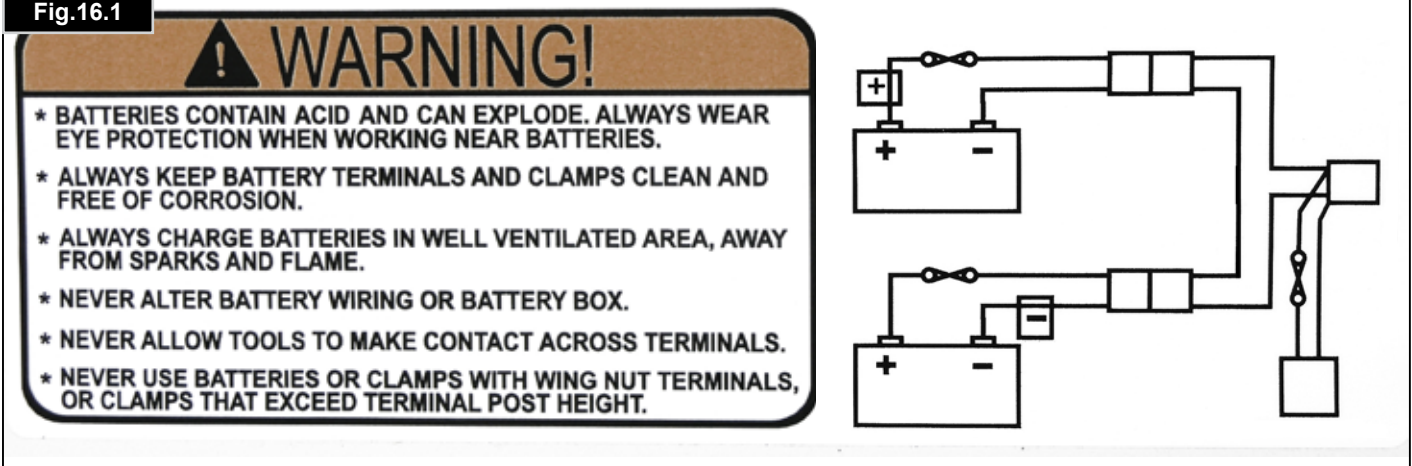 Fig.16.1
WARNING!
* BATTERIES CONTAIN ACID AND CAN EXPLODE. ALWAYS WEAR
EYE PROTECTION WHEN WORKING NEAR BATTERIES.
* ALWAYS KEEP BATTERY TERMINALS AND CLAMPS CLEAN AND
FREE OF CORROSION.
* ALWAYS CHARGE BATTERIES IN WELL VENTILATED AREA, AWAY
FROM SPARKS AND FLAME.
* NEVER ALTER BATTERY WIRING OR BATTERY BOX.
* NEVER ALLOW TOOLS TO MAKE CONTACT ACROSS TERMINALS.
* NEVER USE BATTERIES OR CLAMPS WITH WING NUT TERMINALS,
OR CLAMPS THAT EXCEED TERMINAL POST HEIGHT.
+
+ −
−
+ −